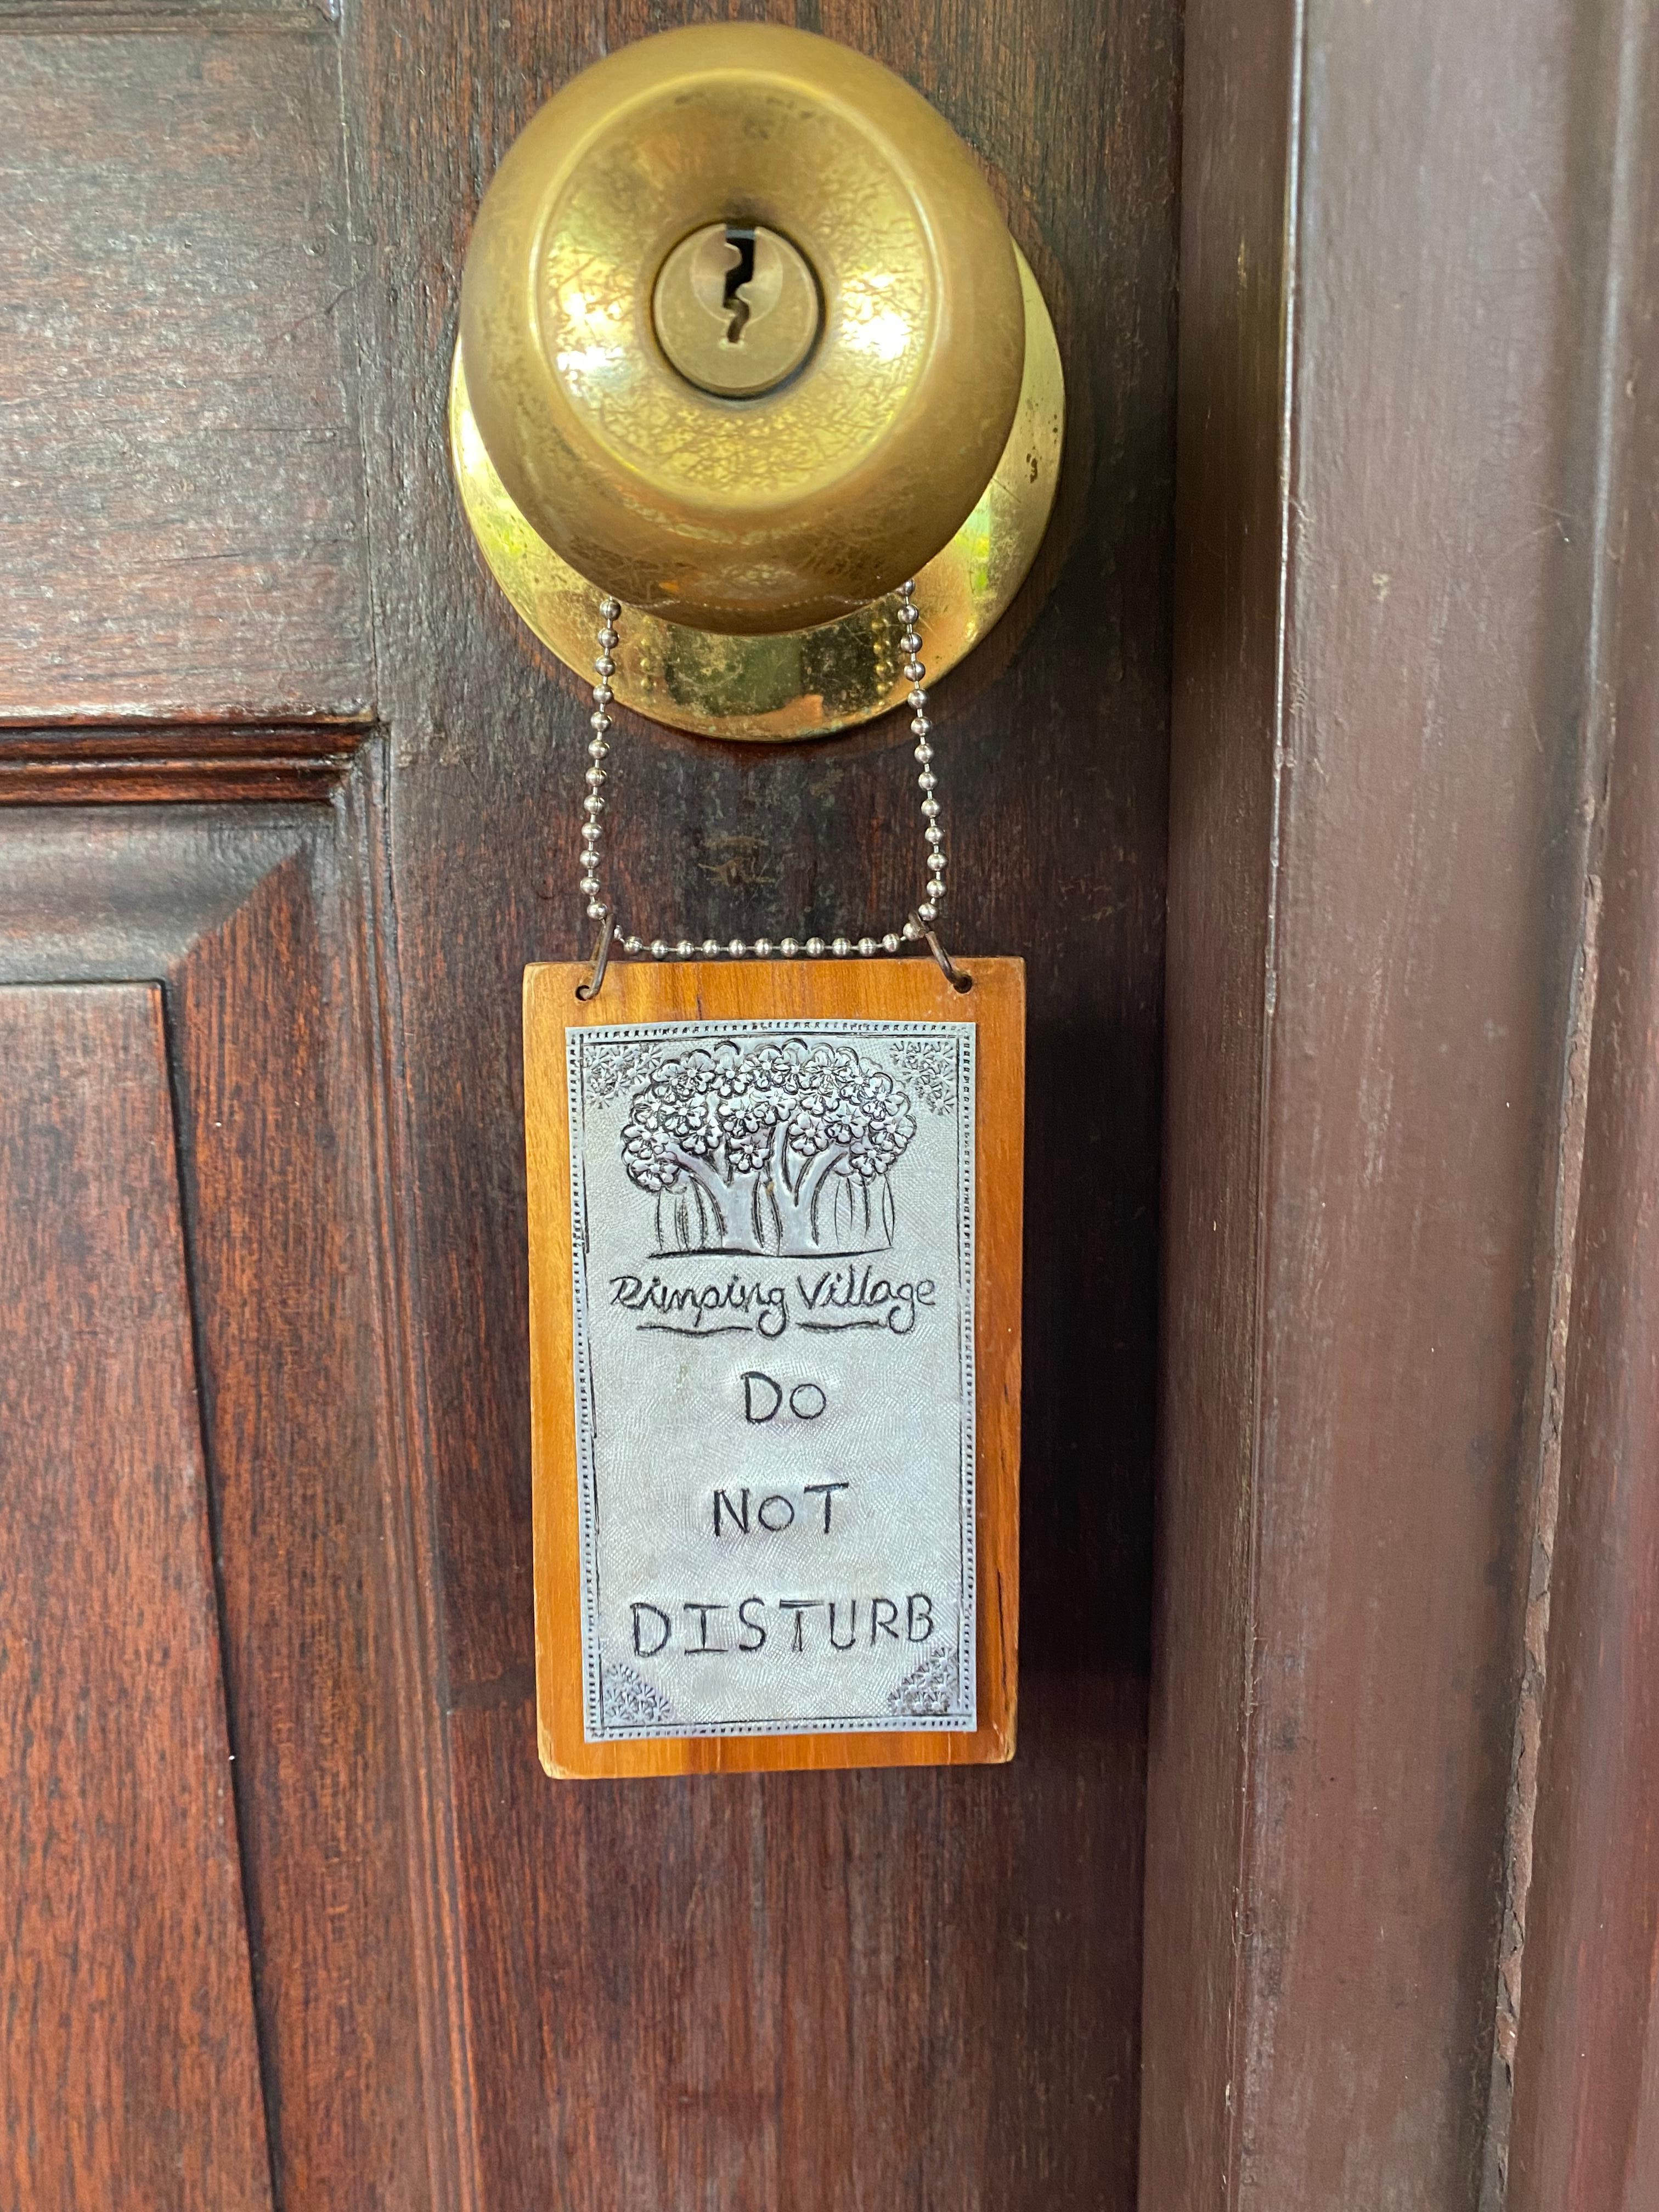 Rimping Village
Do
NOT
DISTURB